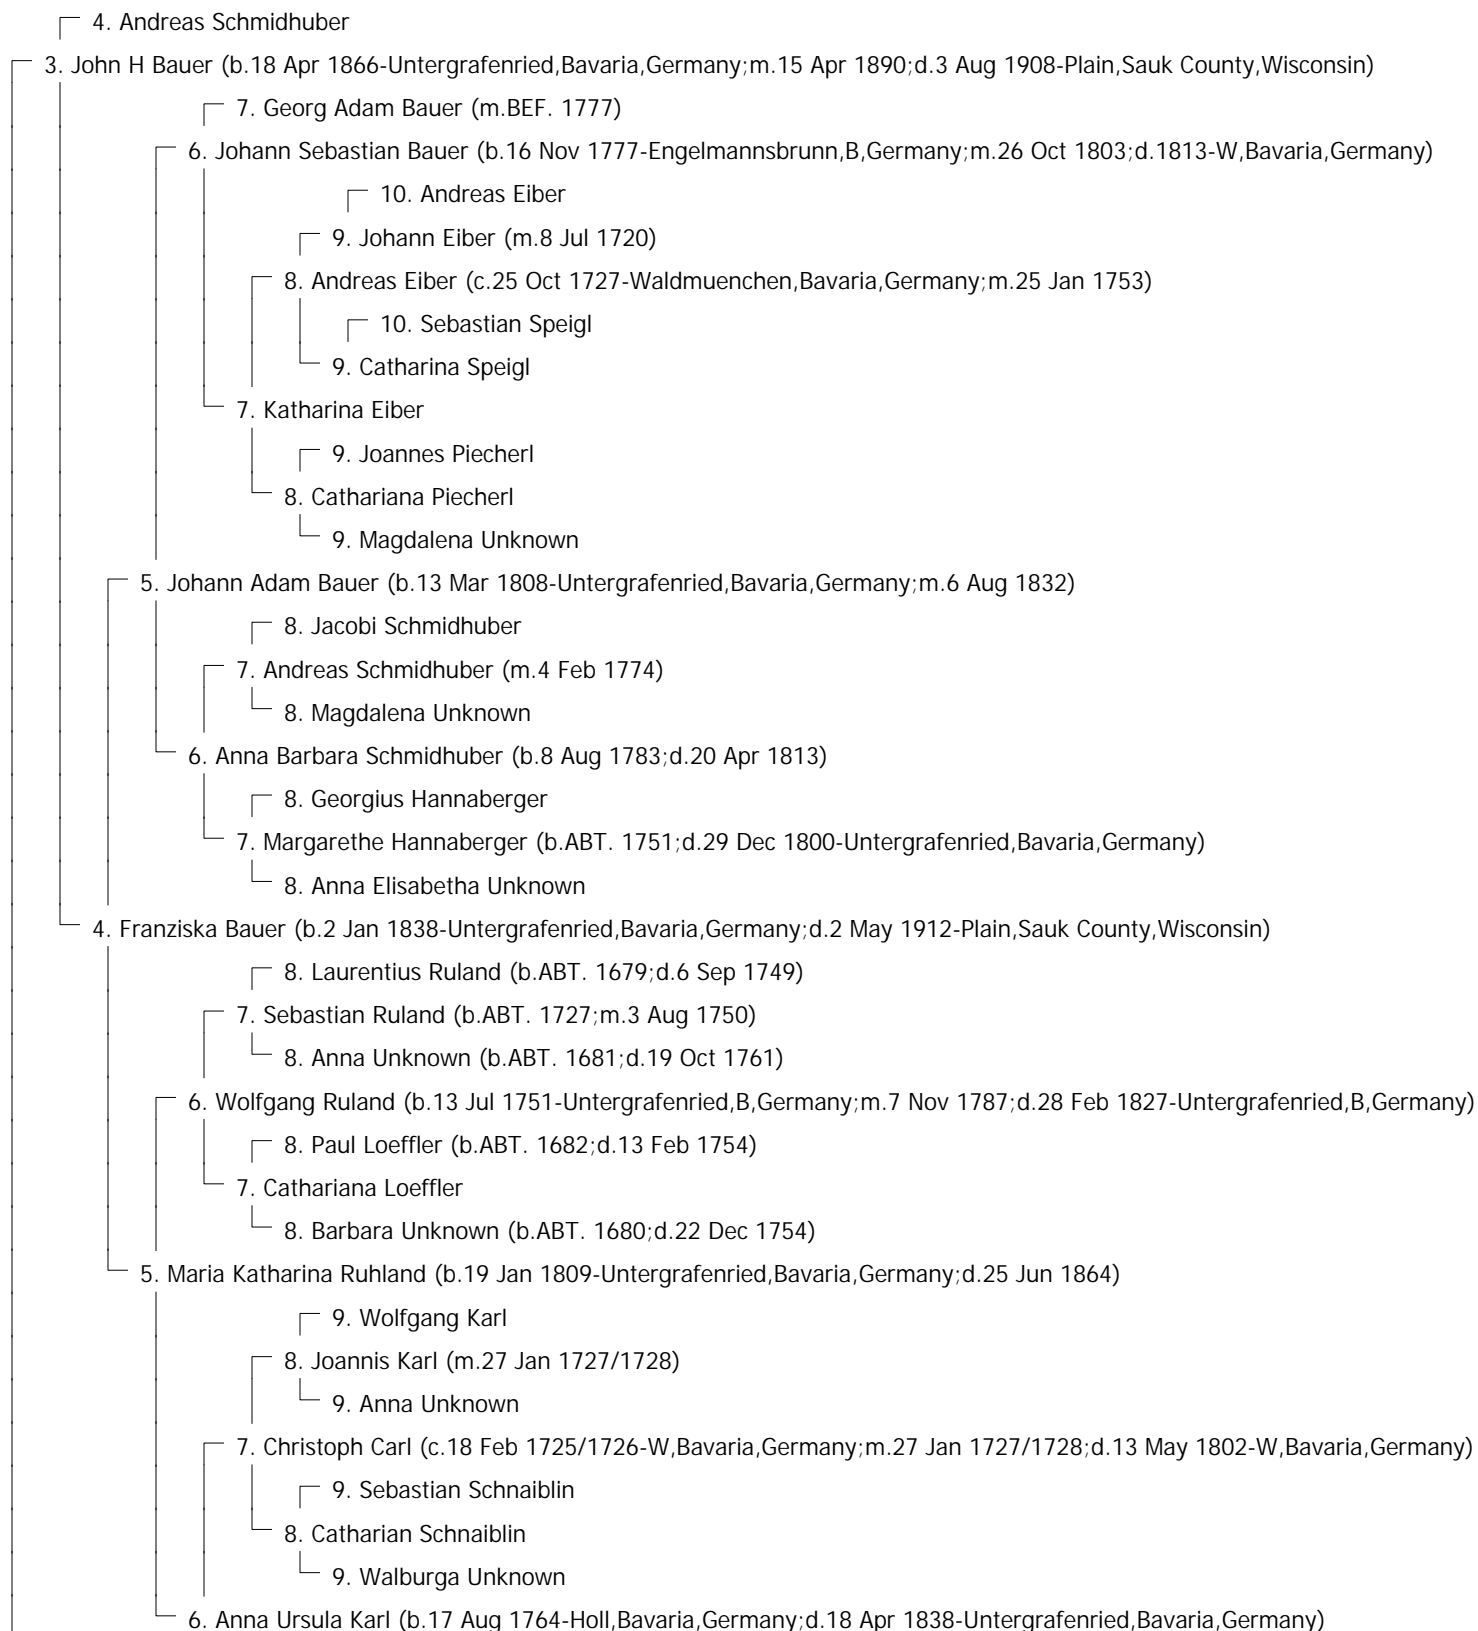 4. Andreas Schmidhuber
3. John H Bauer (b.18 Apr 1866-Untergrafenried,Bavaria,Germany;m.15 Apr 1890;d.3 Aug 1908-Plain,Sauk County,Wisconsin)
7. Georg Adam Bauer (m.BEF. 1777)
6. Johann Sebastian Bauer (b.16 Nov 1777-Engelmannsbrunn,B,Germany;m.26 Oct 1803;d.1813-W,Bavaria,Germany)
10. Andreas Eiber
9. Johann Eiber (m.8 Jul 1720)
8. Andreas Eiber (c.25 Oct 1727-Waldmuenchen,Bavaria,Germany;m.25 Jan 1753)
10. Sebastian Speigl
9. Catharina Speigl
7. Katharina Eiber
9. Joannes Piecherl
8. Cathariana Piecherl
9. Magdalena Unknown
5. Johann Adam Bauer (b.13 Mar 1808-Untergrafenried,Bavaria,Germany;m.6 Aug 1832)
8. Jacobi Schmidhuber
7. Andreas Schmidhuber (m.4 Feb 1774)
8. Magdalena Unknown
6. Anna Barbara Schmidhuber (b.8 Aug 1783;d.20 Apr 1813)
8. Georgius Hannaberger
7. Margarethe Hannaberger (b.ABT. 1751;d.29 Dec 1800-Untergrafenried,Bavaria,Germany)
8. Anna Elisabetha Unknown
4. Franziska Bauer (b.2 Jan 1838-Untergrafenried,Bavaria,Germany;d.2 May 1912-Plain,Sauk County,Wisconsin)
8. Laurentius Ruland (b.ABT. 1679;d.6 Sep 1749)
7. Sebastian Ruland (b.ABT. 1727;m.3 Aug 1750)
8. Anna Unknown (b.ABT. 1681;d.19 Oct 1761)
6. Wolfgang Ruland (b.13 Jul 1751-Untergrafenried,B,Germany;m.7 Nov 1787;d.28 Feb 1827-Untergrafenried,B,Germany)
8. Paul Loeffler (b.ABT. 1682;d.13 Feb 1754)
7. Cathariana Loeffler
8. Barbara Unknown (b.ABT. 1680;d.22 Dec 1754)
5. Maria Katharina Ruhland (b.19 Jan 1809-Untergrafenried,Bavaria,Germany;d.25 Jun 1864)
9. Wolfgang Karl
8. Joannis Karl (m.27 Jan 1727/1728)
9. Anna Unknown
7. Christoph Carl (c.18 Feb 1725/1726-W,Bavaria,Germany;m.27 Jan 1727/1728;d.13 May 1802-W,Bavaria,Germany)
9. Sebastian Schnaiblin
8. Catharian Schnaiblin
9. Walburga Unknown
6. Anna Ursula Karl (b.17 Aug 1764-Holl,Bavaria,Germany;d.18 Apr 1838-Untergrafenried,Bavaria,Germany)